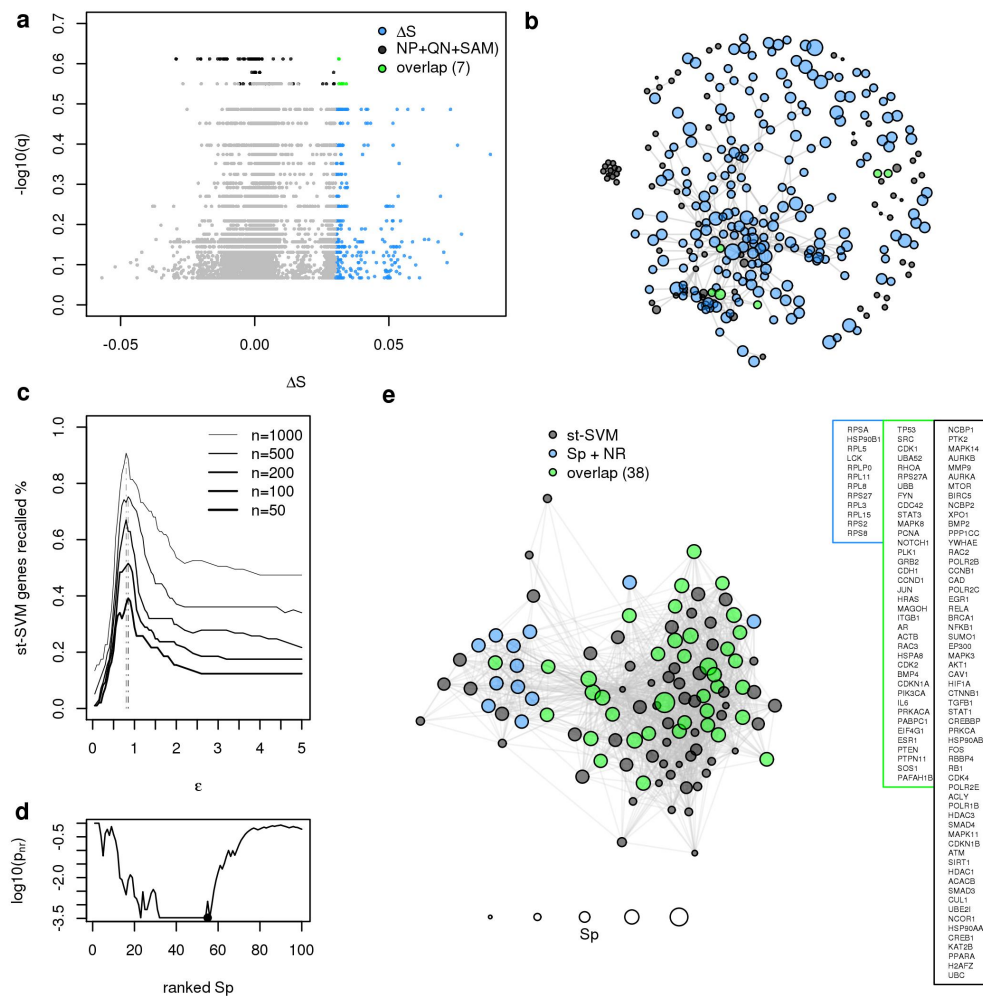 a
0.7
0.6
0.5
0.4
0.3
0.2
0.1
0.0
-log10(q)
ΔS
NP+QN+SAM)
overlap (7)
-0.05
0.00
0.05
ΔS
b
c
1.0
0.8
0.6
0.4
0.2
0.0
st-SVM genes recalled %
n=1000
n=500
n=200
n=100
n=50
0
1
2
3
4
5
ε
d
-0.5
-2.0
-3.5
log10(pnr)
0
20
40
60
80
100
ranked Sp
e
st-SVM
Sp + NR
overlap (38)
Sp
RPSA
HSP90B1
RPL5
LCK
RPLP0
RPL11
RPL8
RPS27
RPL3
RPL15
RPS2
RPS8
TP53
SRC
CDK1
UBA52
RHOA
RPS27A
UBB
FYN
CDC42
STAT3
MAPK8
PCNA
NOTCH1
PLK1
GRB2
CDH1
CCND1
JUN
HRAS
MAGOH
ITGB1
AR
ACTB
RAC3
HSPA8
CDK2
BMP4
CDKN1A
PIK3CA
IL6
PRKACA
PABPC1
EIF4G1
ESR1
PTEN
PTPN11
SOS1
PAFAH1B
NCBP1
PTK2
MAPK14
AURKB
MMP9
AURKA
MTOR
BIRC5
NCBP2
XPO1
BMP2
PPP1CC
YWHAE
RAC2
POLR2B
CCNB1
CAD
POLR2C
EGR1
RELA
BRCA1
NFKB1
SUMO1
EP300
MAPK3
AKT1
CAV1
HIF1A
CTNNB1
TGFB1
STAT1
CREBBP
PRKCA
HSP90AB
FOS
RBBP4
RB1
CDK4
POLR2E
ACLY
POLR1B
HDAC3
SMAD4
MAPK11
CDKN1B
ATM
SIRT1
HDAC1
ACACB
SMAD3
CUL1
UBE2I
NCOR1
HSP90AA
CREB1
KAT2B
PPARA
H2AFZ
UBC